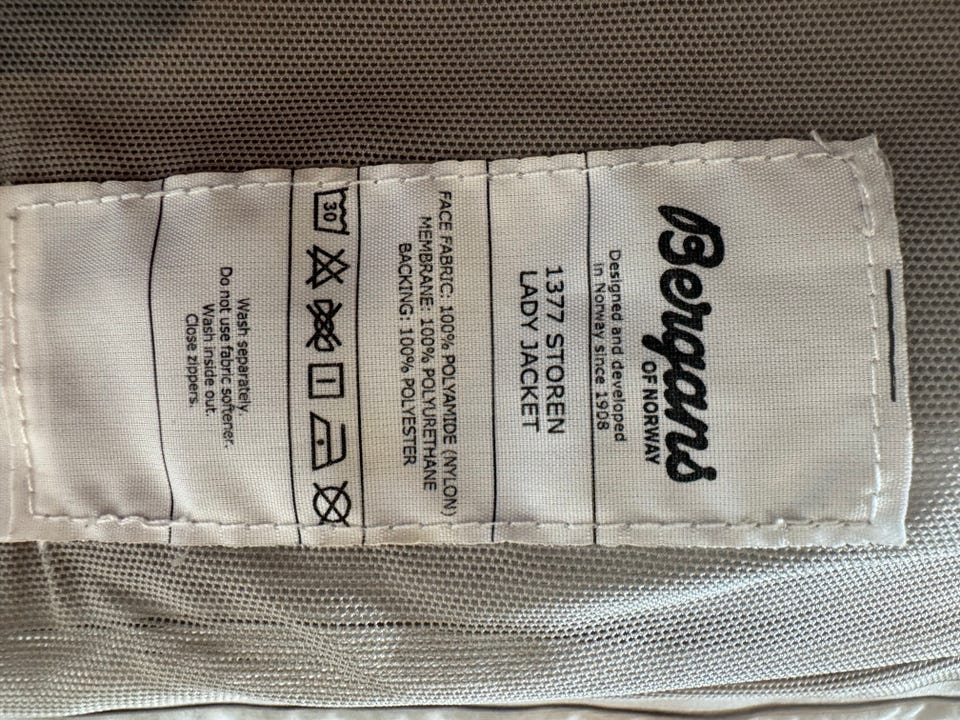 Bergans
OF NORWAY
Designed and developed
in Norway since 1908
1377 STOREN
LADY JACKET
FACE FABRIC: 100% POLYAMIDE (NYLON)
MEMBRANE: 100% POLYURETHANE
BACKING: 100% POLYESTER
30
Wash separately.
Do not use fabric softener.
Wash inside out.
Close zippers.